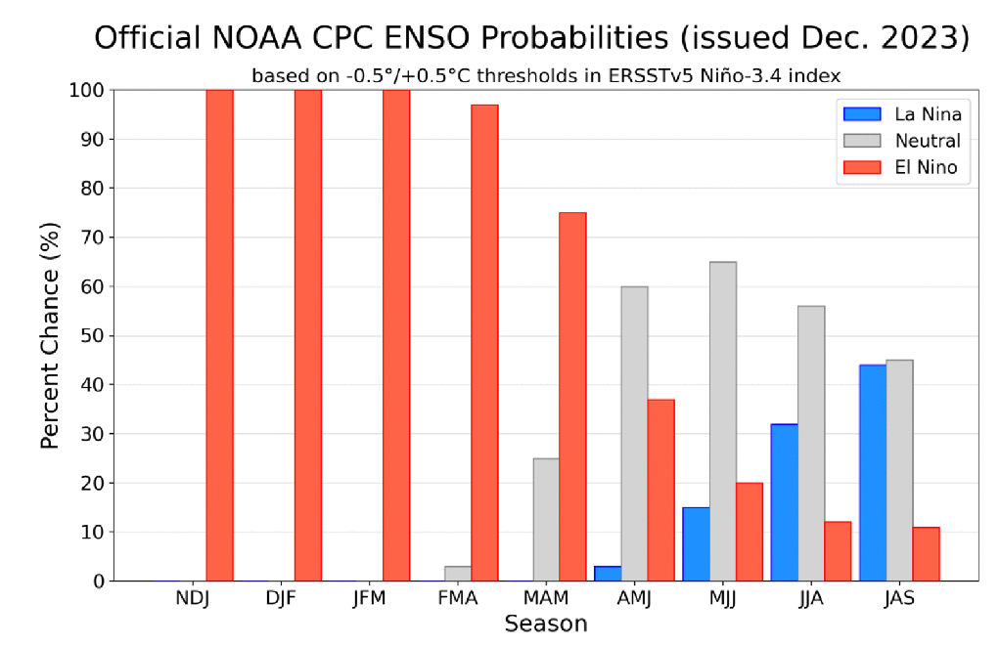 Official NOAA CPC ENSO Probabilities (issued Dec. 2023)
based on -0.5°/+0.5°C thresholds in ERSSTv5 Niño-3.4 index
La Nina
Neutral
El Nino
Percent Chance (%)
100
90
80
70
60
50
40
30
20
10
0
NDJ DJF JFM FMA MAM AMJ MJJ JJA JAS
Season